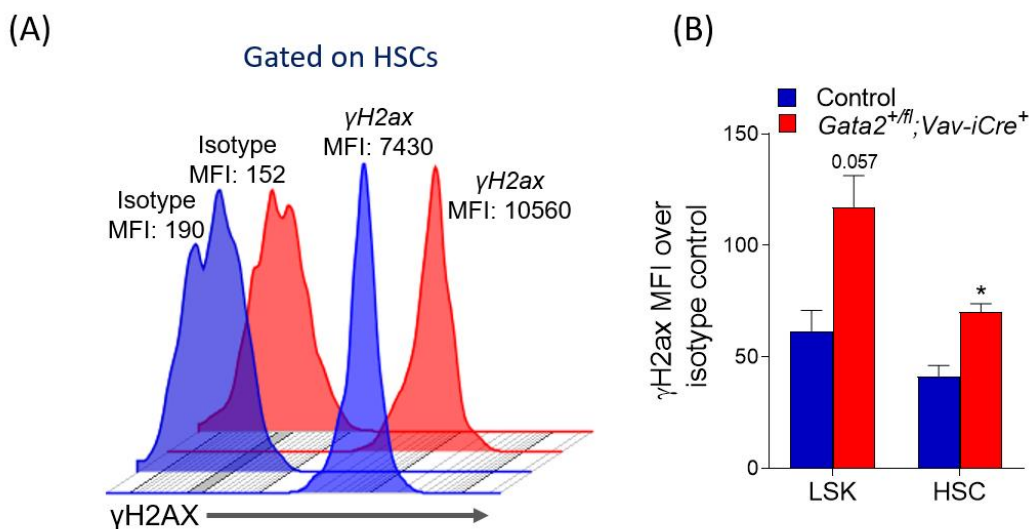 (A)
Gated on HSCs
Isotype
MFI: 190
Isotype
MFI: 152
γH2ax
MFI: 7430
γH2ax
MFI: 10560
γH2AX
(B)
Control
Gata2+/fl;Vav-iCre+
γH2ax MFI over
isotype control
150
100
50
0
0.057
*
LSK
HSC